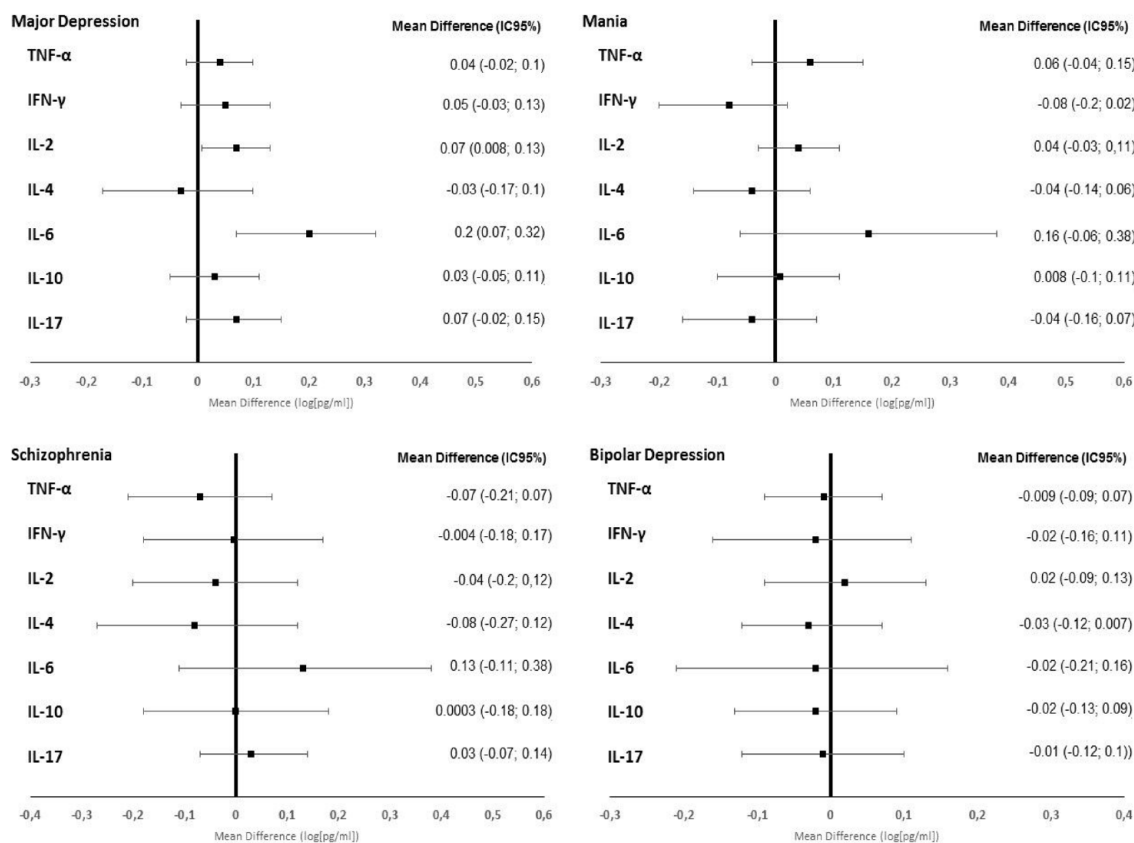 Major Depression Mean Difference (IC95%)
TNF-α 0.04 (-0.02; 0.1)
IFN-γ 0.05 (-0.03; 0.13)
IL-2 0.07 (0.008; 0.13)
IL-4 -0.03 (-0.17; 0.1)
IL-6 0.2 (0.07; 0.32)
IL-10 0.03 (-0.05; 0.11)
IL-17 0.07 (-0.02; 0.15)
-0,3 -0,2 -0,1 0 0,1 0,2 0,3 0,4 0,5 0,6
Mean Difference (log[pg/ml])
Mania Mean Difference (IC95%)
TNF-α 0.06 (-0.04; 0.15)
IFN-γ -0.08 (-0.2; 0.02)
IL-2 0.04 (-0.03; 0,11)
IL-4 -0.04 (-0.14; 0.06)
IL-6 0.16 (-0.06; 0.38)
IL-10 0.008 (-0.1; 0.11)
IL-17 -0.04 (-0.16; 0.07)
-0,3 -0,2 -0,1 0 0,1 0,2 0,3 0,4 0,5 0,6
Mean Difference (log[pg/ml])
Schizophrenia Mean Difference (IC95%)
TNF-α -0.07 (-0.21; 0.07)
IFN-γ -0.004 (-0.18; 0.17)
IL-2 -0.04 (-0.2; 0,12)
IL-4 -0.08 (-0.27; 0.12)
IL-6 0.13 (-0.11; 0.38)
IL-10 0.0003 (-0.18; 0.18)
IL-17 0.03 (-0.07; 0.14)
-0,4 -0,3 -0,2 -0,1 0 0,1 0,2 0,3 0,4 0,5 0,6
Mean Difference (log[pg/ml])
Bipolar Depression Mean Difference (IC95%)
TNF-α -0.009 (-0.09; 0.07)
IFN-γ -0.02 (-0.16; 0.11)
IL-2 0.02 (-0.09; 0.13)
IL-4 -0.03 (-0.12; 0.007)
IL-6 -0.02 (-0.21; 0.16)
IL-10 -0.02 (-0.13; 0.09)
IL-17 -0.01 (-0.12; 0.1))
-0,3 -0,2 -0,1 0 0,1 0,2 0,3 0,4
Mean Difference (log[pg/ml])